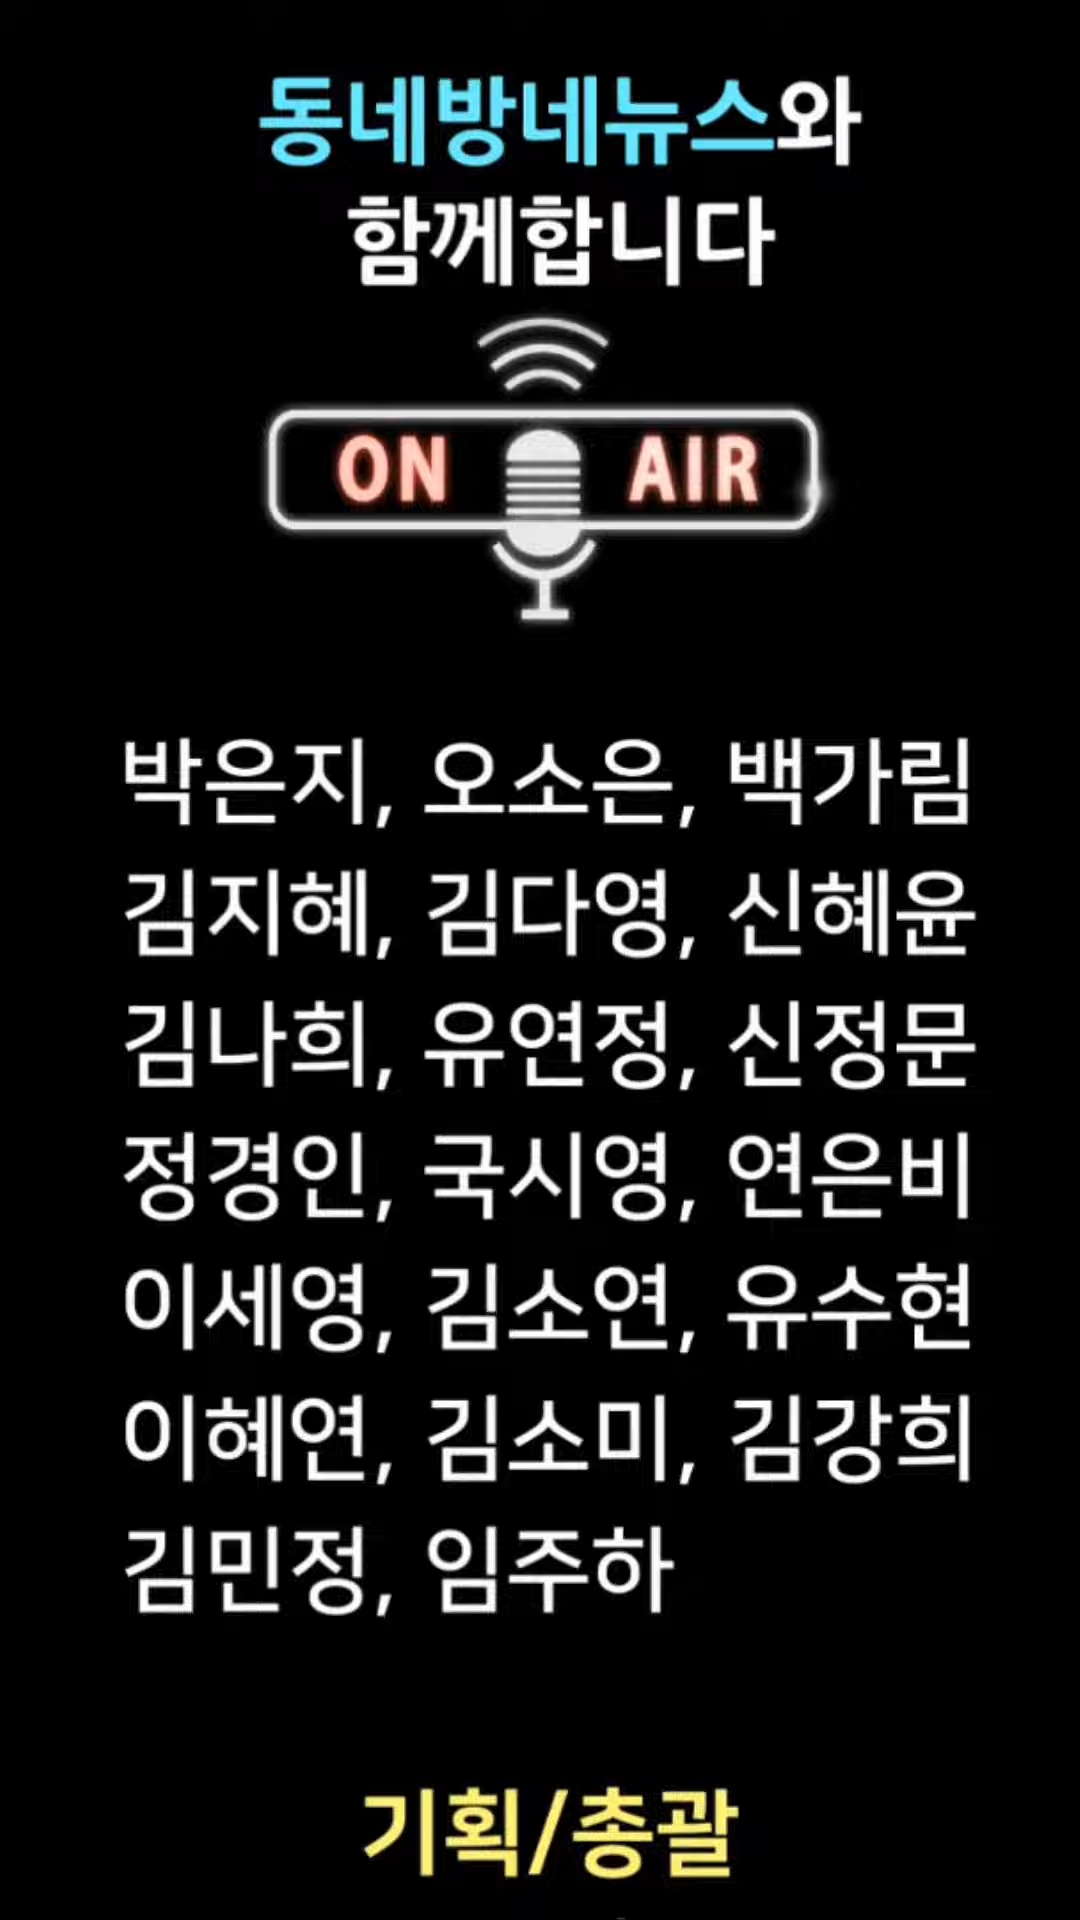 동네방네뉴스와
함께합니다
ON AIR
박은지, 오소은, 백가림
김지혜, 김다영, 신혜윤
김나희, 유연정, 신정문
정경인, 국시영, 연은비
이세영, 김소연, 유수현
이혜연, 김소미, 김강희
김민정, 임주하
기획/총괄